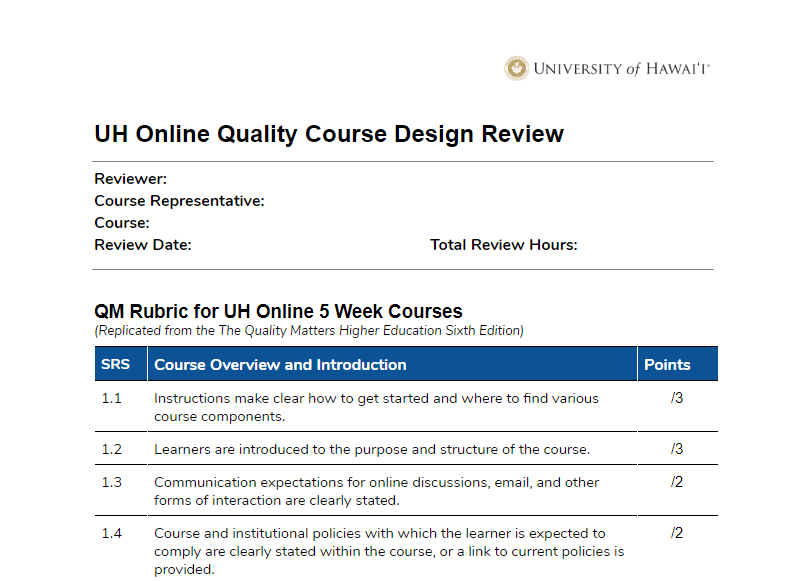 UNIVERSITY of HAWAIʻI®
UH Online Quality Course Design Review
Reviewer:
Course Representative:
Course:
Review Date: Total Review Hours:
QM Rubric for UH Online 5 Week Courses
(Replicated from the The Quality Matters Higher Education Sixth Edition)
SRS Course Overview and Introduction Points
1.1 Instructions make clear how to get started and where to find various /3
course components.
1.2 Learners are introduced to the purpose and structure of the course. /3
1.3 Communication expectations for online discussions, email, and other /2
forms of interaction are clearly stated.
1.4 Course and institutional policies with which the learner is expected to /2
comply are clearly stated within the course, or a link to current policies is
provided.